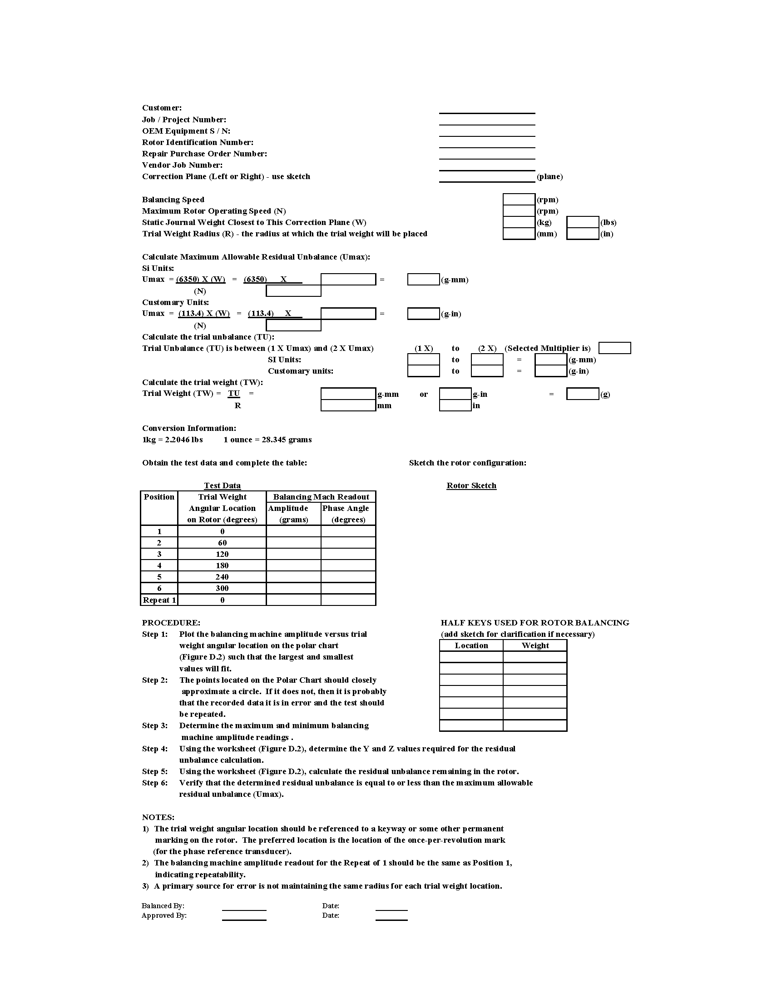 Customer:
Job / Project Number:
OEM Equipment S / N:
Rotor Identification Number:
Repair Purchase Order Number:
Vendor Job Number:
Correction Plane (Left or Right) - use sketch (plane)
Balancing Speed (rpm)
Maximum Rotor Operating Speed (N) (rpm)
Static Journal Weight Closest to This Correction Plane (W) (kg) (lbs)
Trial Weight Radius (R) - the radius at which the trial weight will be placed (mm) (in)
Calculate Maximum Allowable Residual Unbalance (Umax):
Si Units:
Umax = (6350) X (W) = (6350) X = (g-mm)
(N)
Customary Units:
Umax = (113.4) X (W) = (113.4) X = (g-in)
(N)
Calculate the trial unbalance (TU):
Trial Unbalance (TU) is between (1 X Umax) and (2 X Umax) (1 X) to (2 X) (Selected Multiplier is)
SI Units: to = (g-mm)
Customary units: to = (g-in)
Calculate the trial weight (TW):
Trial Weight (TW) = TU = g-mm or g-in = (g)
R mm in
Conversion Information:
1kg = 2.2046 lbs 1 ounce = 28.345 grams
Obtain the test data and complete the table: Sketch the rotor configuration:
Test Data Rotor Sketch
Position Trial Weight Balancing Mach Readout
Angular Location Amplitude Phase Angle
on Rotor (degrees) (grams) (degrees)
1 0
2 60
3 120
4 180
5 240
6 300
Repeat 1 0
PROCEDURE: HALF KEYS USED FOR ROTOR BALANCING
Step 1: Plot the balancing machine amplitude versus trial (add sketch for clarification if necessary)
weight angular location on the polar chart Location Weight
(Figure D.2) such that the largest and smallest
values will fit.
Step 2: The points located on the Polar Chart should closely
approximate a circle. If it does not, then it is probably
that the recorded data it is in error and the test should
be repeated.
Step 3: Determine the maximum and minimum balancing
machine amplitude readings .
Step 4: Using the worksheet (Figure D.2), determine the Y and Z values required for the residual
unbalance calculation.
Step 5: Using the worksheet (Figure D.2), calculate the residual unbalance remaining in the rotor.
Step 6: Verify that the determined residual unbalance is equal to or less than the maximum allowable
residual unbalance (Umax).
NOTES:
1) The trial weight angular location should be referenced to a keyway or some other permanent
marking on the rotor. The preferred location is the location of the once-per-revolution mark
(for the phase reference transducer).
2) The balancing machine amplitude readout for the Repeat of 1 should be the same as Position 1,
indicating repeatability.
3) A primary source for error is not maintaining the same radius for each trial weight location.
Balanced By: Date:
Approved By: Date: